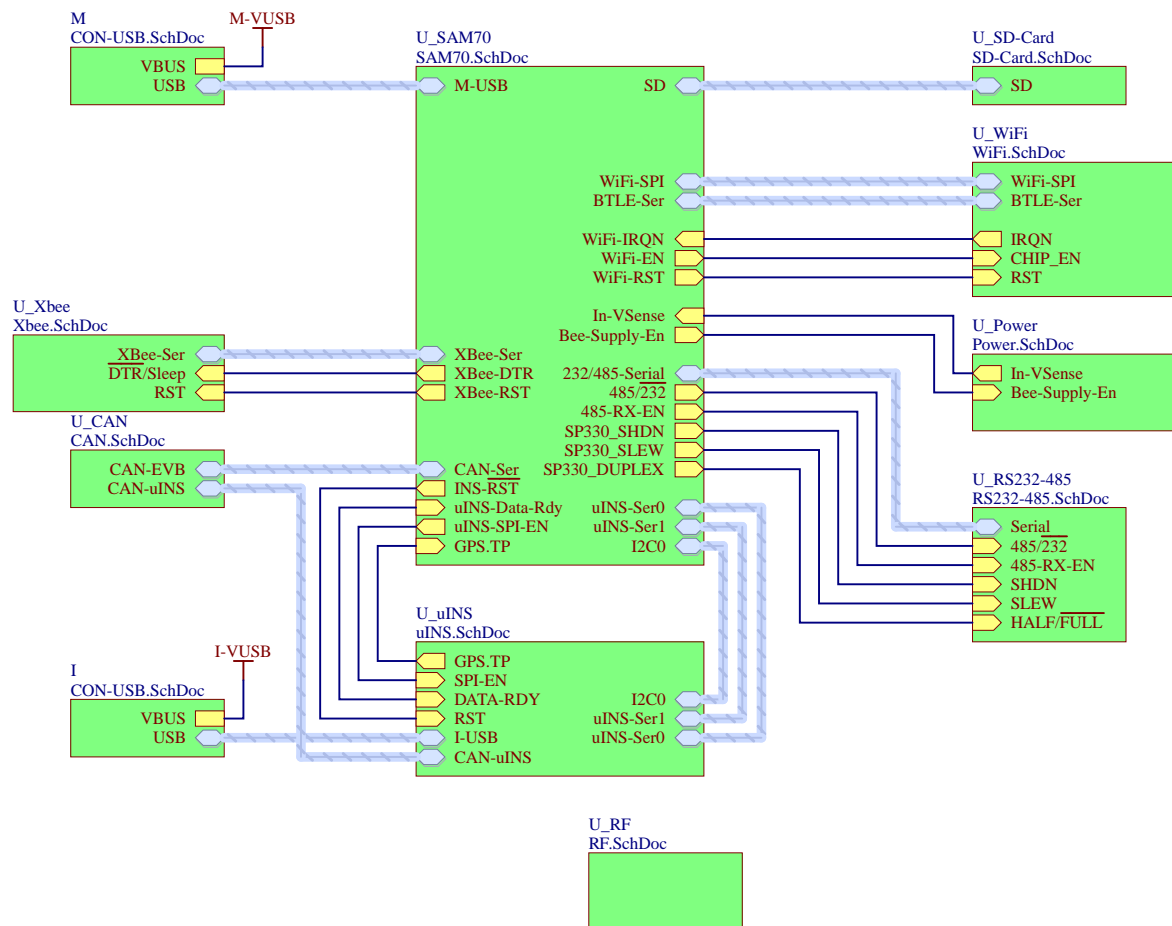 M
CON-USB.SchDoc
M-VUSB
VBUS
USB
U_SAM70
SAM70.SchDoc
M-USB
SD
WiFi-SPI
BTLE-Ser
WiFi-IRQN
WiFi-EN
WiFi-RST
In-VSense
Bee-Supply-En
XBee-Ser
XBee-DTR
XBee-RST
232/485-Serial
485/232
485-RX-EN
SP330_SHDN
SP330_SLEW
SP330_DUPLEX
CAN-Ser
INS-RST
uINS-Data-Rdy
uINS-SPI-EN
GPS.TP
uINS-Ser0
uINS-Ser1
I2C0
U_SD-Card
SD-Card.SchDoc
SD
U_WiFi
WiFi.SchDoc
WiFi-SPI
BTLE-Ser
IRQN
CHIP_EN
RST
U_Xbee
Xbee.SchDoc
XBee-Ser
DTR/Sleep
RST
U_Power
Power.SchDoc
In-VSense
Bee-Supply-En
U_CAN
CAN.SchDoc
CAN-EVB
CAN-uINS
U_RS232-485
RS232-485.SchDoc
Serial
485/232
485-RX-EN
SHDN
SLEW
HALF/FULL
U_uINS
uINS.SchDoc
GPS.TP
SPI-EN
DATA-RDY
RST
I-USB
CAN-uINS
I2C0
uINS-Ser1
uINS-Ser0
I
CON-USB.SchDoc
I-VUSB
VBUS
USB
U_RF
RF.SchDoc